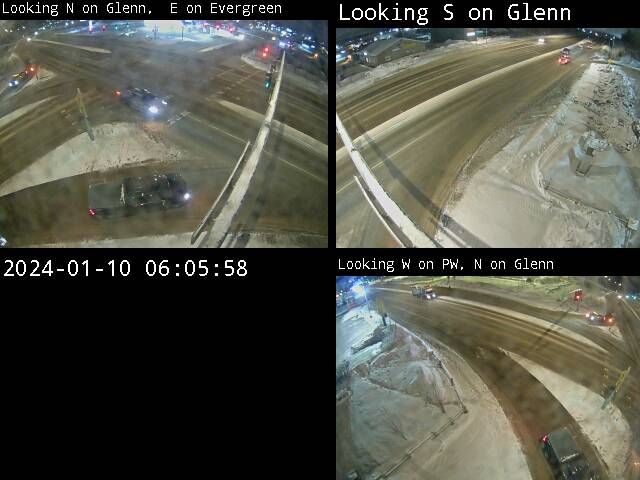 Looking N on Glenn, E on Evergreen
Looking S on Glenn
2024-01-10 06:05:58
Looking W on PW, N on Glenn